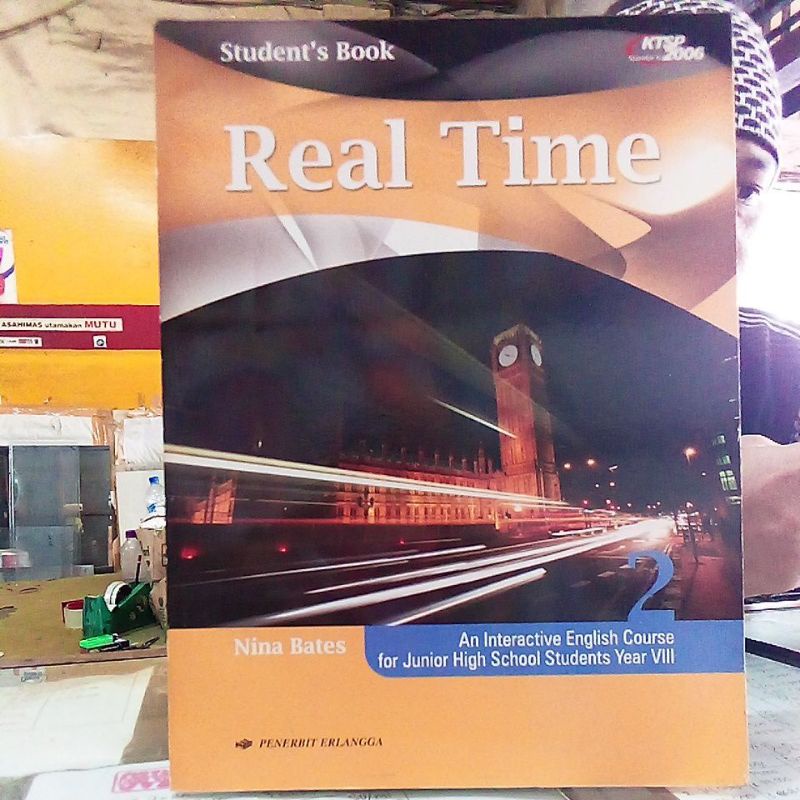 Student's Book
KTSP
2006
Real Time
ASAHIMAS utamakan MUTU
2
Nina Bates
An Interactive English Course
for Junior High School Students Year VIII
PENERBIT ERLANGGA